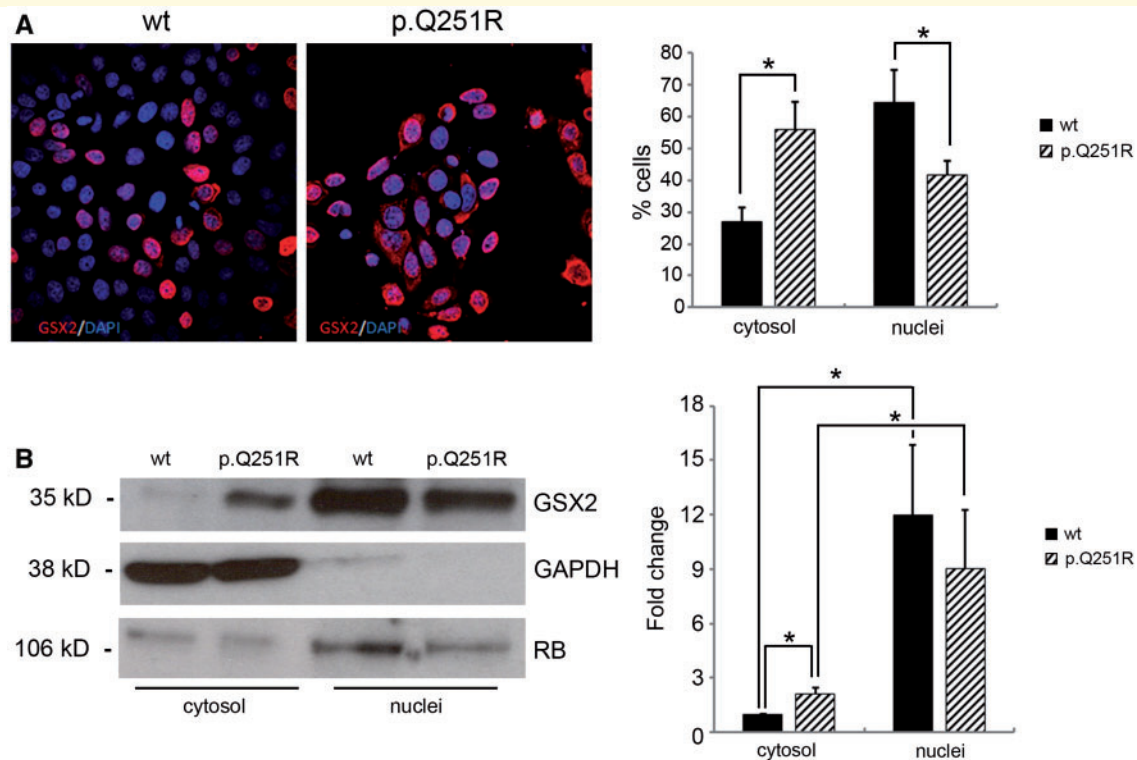 A
wt
p.Q251R
GSX2/DAPI
GSX2/DAPI
80
70
60
50
40
30
20
10
0
% cells
*
*
cytosol
nuclei
wt
p.Q251R
B
wt
p.Q251R
wt
p.Q251R
35 kD -
GSX2
38 kD -
GAPDH
106 kD -
RB
cytosol
nuclei
18
15
12
9
6
3
0
Fold change
*
*
*
cytosol
nuclei
wt
p.Q251R